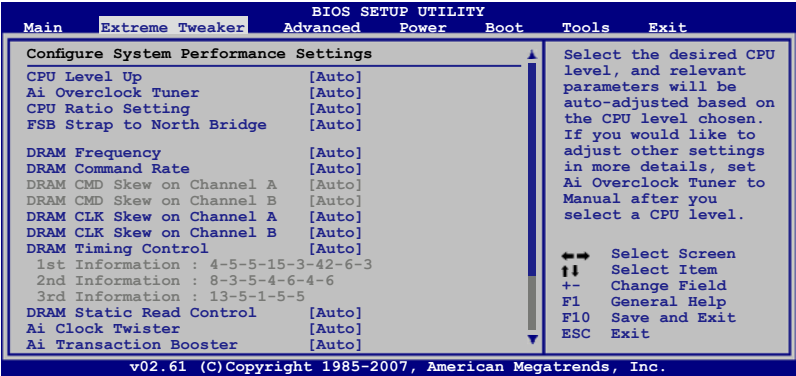 BIOS SETUP UTILITY
Main Extreme Tweaker Advanced Power Boot Tools Exit
Configure System Performance Settings
CPU Level Up [Auto]
Ai Overclock Tuner [Auto]
CPU Ratio Setting [Auto]
FSB Strap to North Bridge [Auto]
DRAM Frequency [Auto]
DRAM Command Rate [Auto]
DRAM CMD Skew on Channel A [Auto]
DRAM CMD Skew on Channel B [Auto]
DRAM CLK Skew on Channel A [Auto]
DRAM CLK Skew on Channel B [Auto]
DRAM Timing Control [Auto]
1st Information : 4-5-5-15-3-42-6-3
2nd Information : 8-3-5-4-6-4-6
3rd Information : 13-5-1-5-5
DRAM Static Read Control [Auto]
Ai Clock Twister [Auto]
Ai Transaction Booster [Auto]
Select the desired CPU
level, and relevant
parameters will be
auto-adjusted based on
the CPU level chosen.
If you would like to
adjust other settings
in more details, set
Ai Overclock Tuner to
Manual after you
select a CPU level.
←→ Select Screen
↑↓ Select Item
+- Change Field
F1 General Help
F10 Save and Exit
ESC Exit
v02.61 (C)Copyright 1985-2007, American Megatrends, Inc.